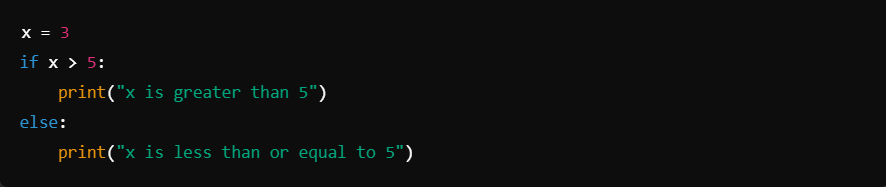 x = 3
if x > 5:
    print("x is greater than 5")
else:
    print("x is less than or equal to 5")